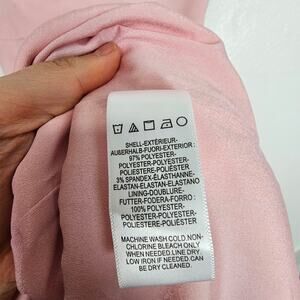 SHELL-EXTÉRIEUR-
AUßERHALB-FUORI-EXTERIOR :
97% POLYESTER-
POLYESTER-POLYESTER-
POLIESTERE-POLIÉSTER
3% SPANDEX-ÉLASTHANNE-
ELASTAN-ELASTAN-ELASTANO
LINING-DOUBLURE-
FUTTER-FODERA-FORRO :
100% POLYESTER-
POLYESTER-POLYESTER-
POLIESTERE-POLIÉSTER
MACHINE WASH COLD.NON-
CHLORINE BLEACH ONLY
WHEN NEEDED.LINE DRY.
LOW IRON IF NEEDED.CAN
BE DRY CLEANED.